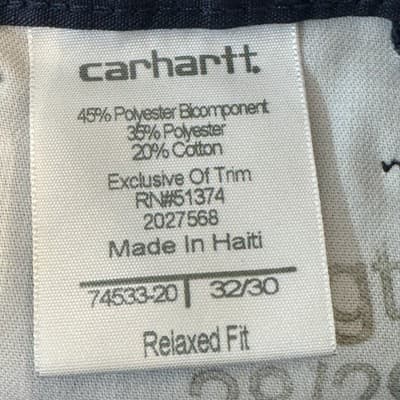 carhartt.
45% Polyester Bicomponent
35% Polyester
20% Cotton
Exclusive Of Trim
RN#51374
2027568
Made In Haiti
74533-20 32/30
Relaxed Fit